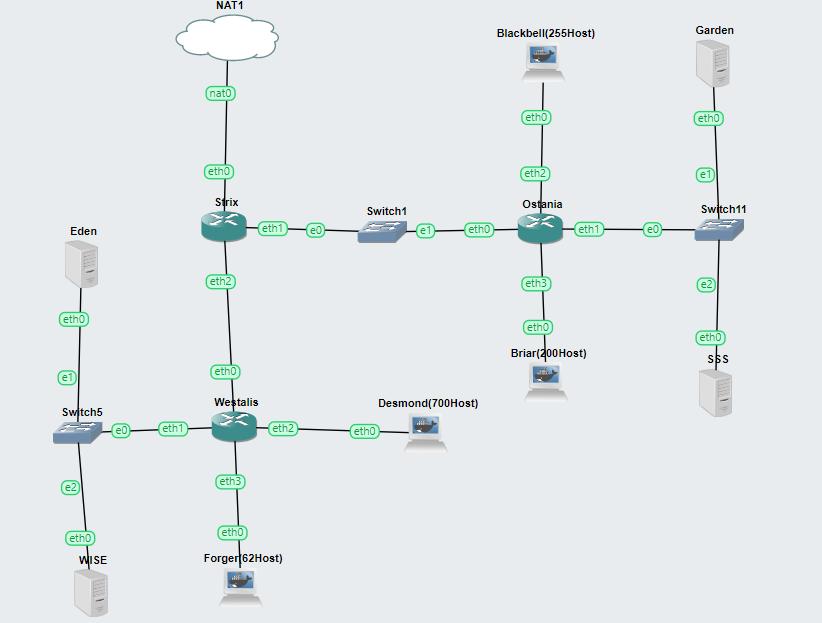 NAT1
Blackbell(255Host)
Garden
nat0
eth0
eth0
eth0
eth2
e1
Strix
Switch1
Ostania
Switch11
eth1
e0
e1
eth0
eth1
e0
Eden
eth2
eth3
e2
eth0
eth0
eth0
Briar(200Host)
SSS
e1
eth0
Westalis
Desmond(700Host)
Switch5
e0
eth1
eth2
eth0
e2
eth3
eth0
eth0
WISE
Forger(62Host)